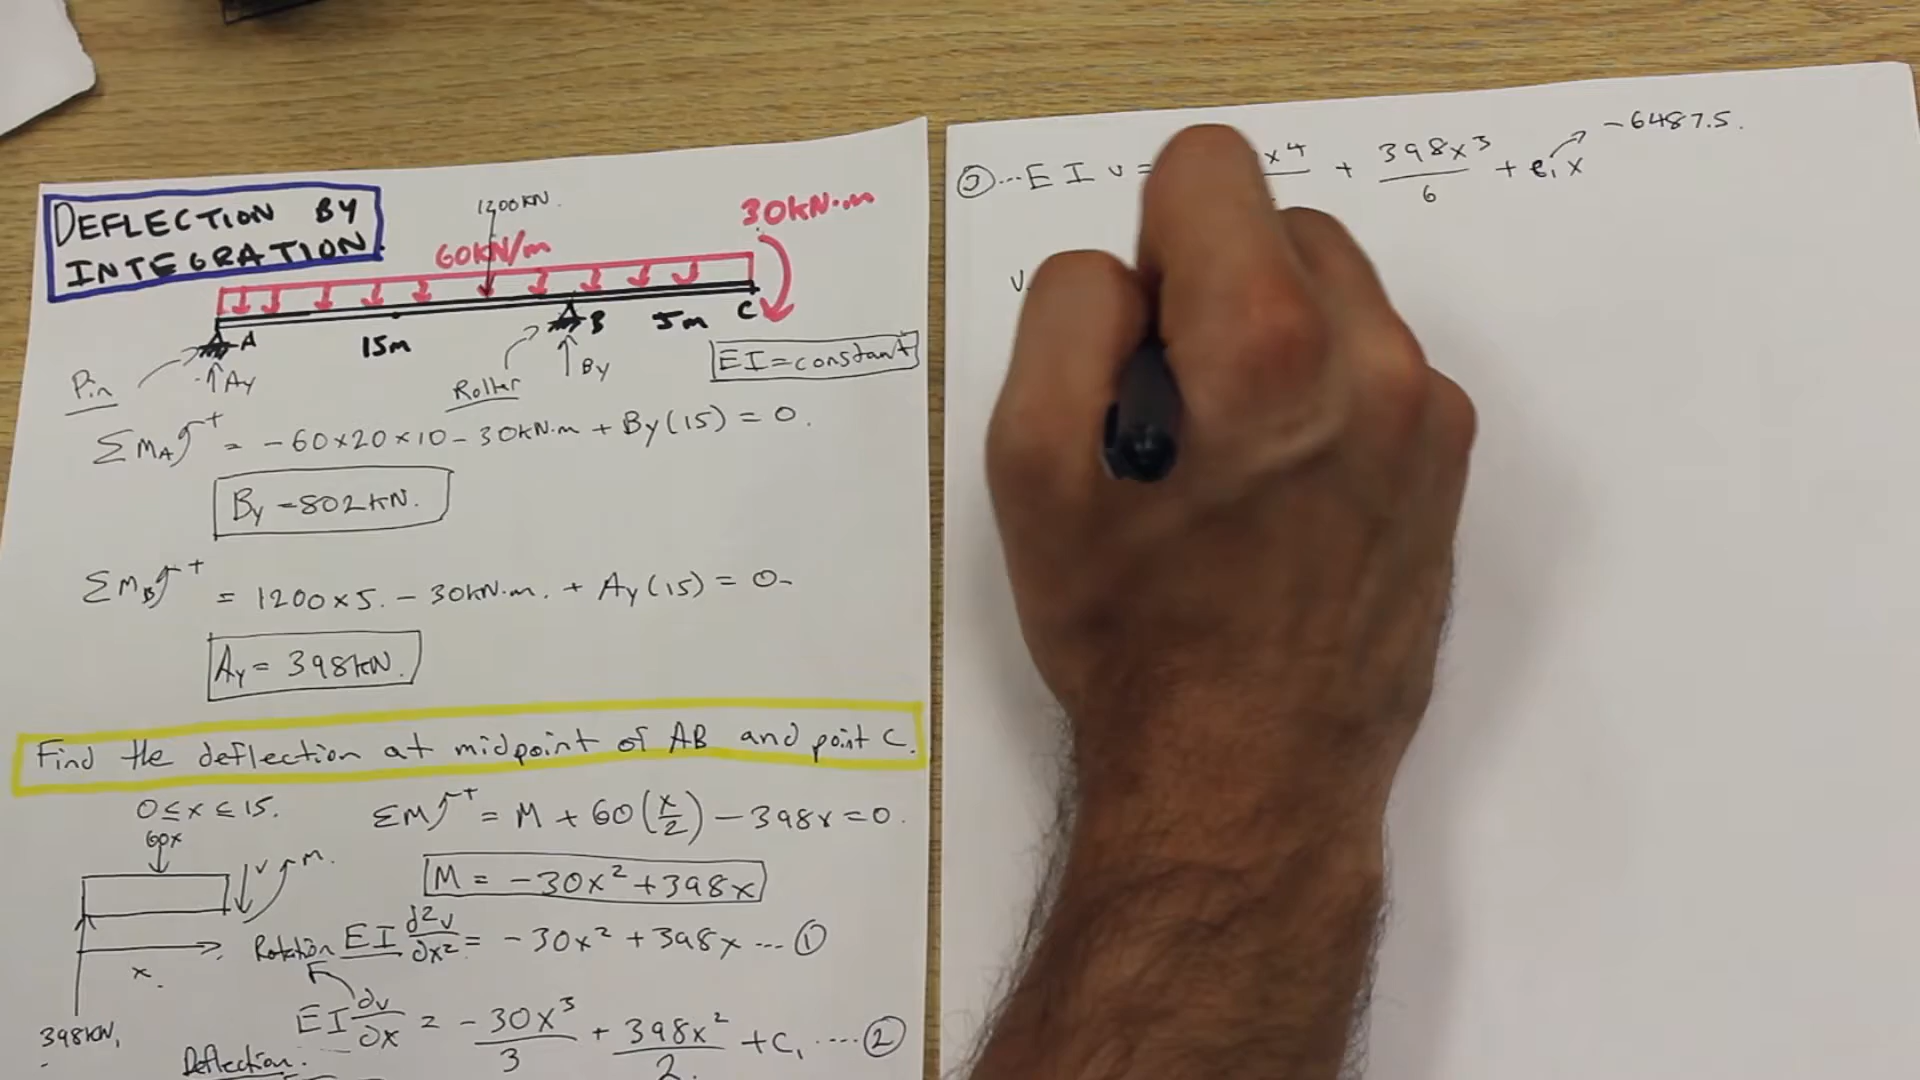 DEFLECTION BY
INTEGRATION.
1200KN.
60KN/m
30KN.m
A
15m
B
5m
C
Pin
Ay
Roller
By
EI=constant
ΣMA + = -60×20×10-30KN.m + By(15) = 0.
By =802KN.
ΣMB + = 1200×5. - 30KN.m. + Ay(15) = 0-
Ay= 398KN.
Find the deflection at midpoint of AB and point C.
0≤x≤15.
60x
V
M.
x.
398KN,
ΣM + = M + 60(x/2) - 398x=0.
M = -30x² +398x
Rotation EI d²v/dx² = -30x² +398x ... ①
EI dv/dx = -30x³/3 + 398x²/2. +C₁ ....②
Deflection.
③...EI v= x⁴ + 398x³/6 + C₁x
-6487.5.
V